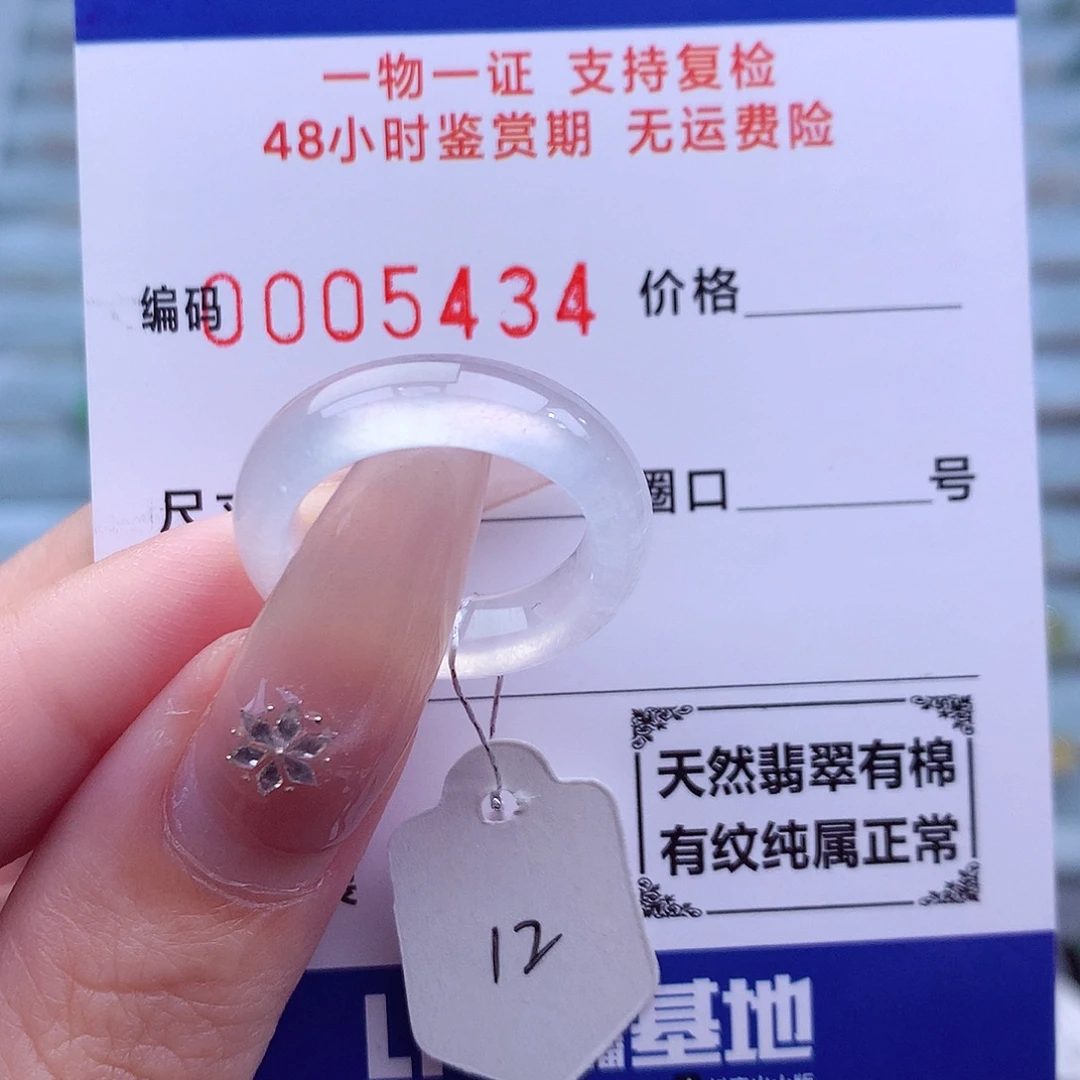 一物一证 支持复检
48小时鉴赏期 无运费险
编码0005434 价格
尺寸 圈口 号
天然翡翠有棉
有纹纯属正常
12
基地